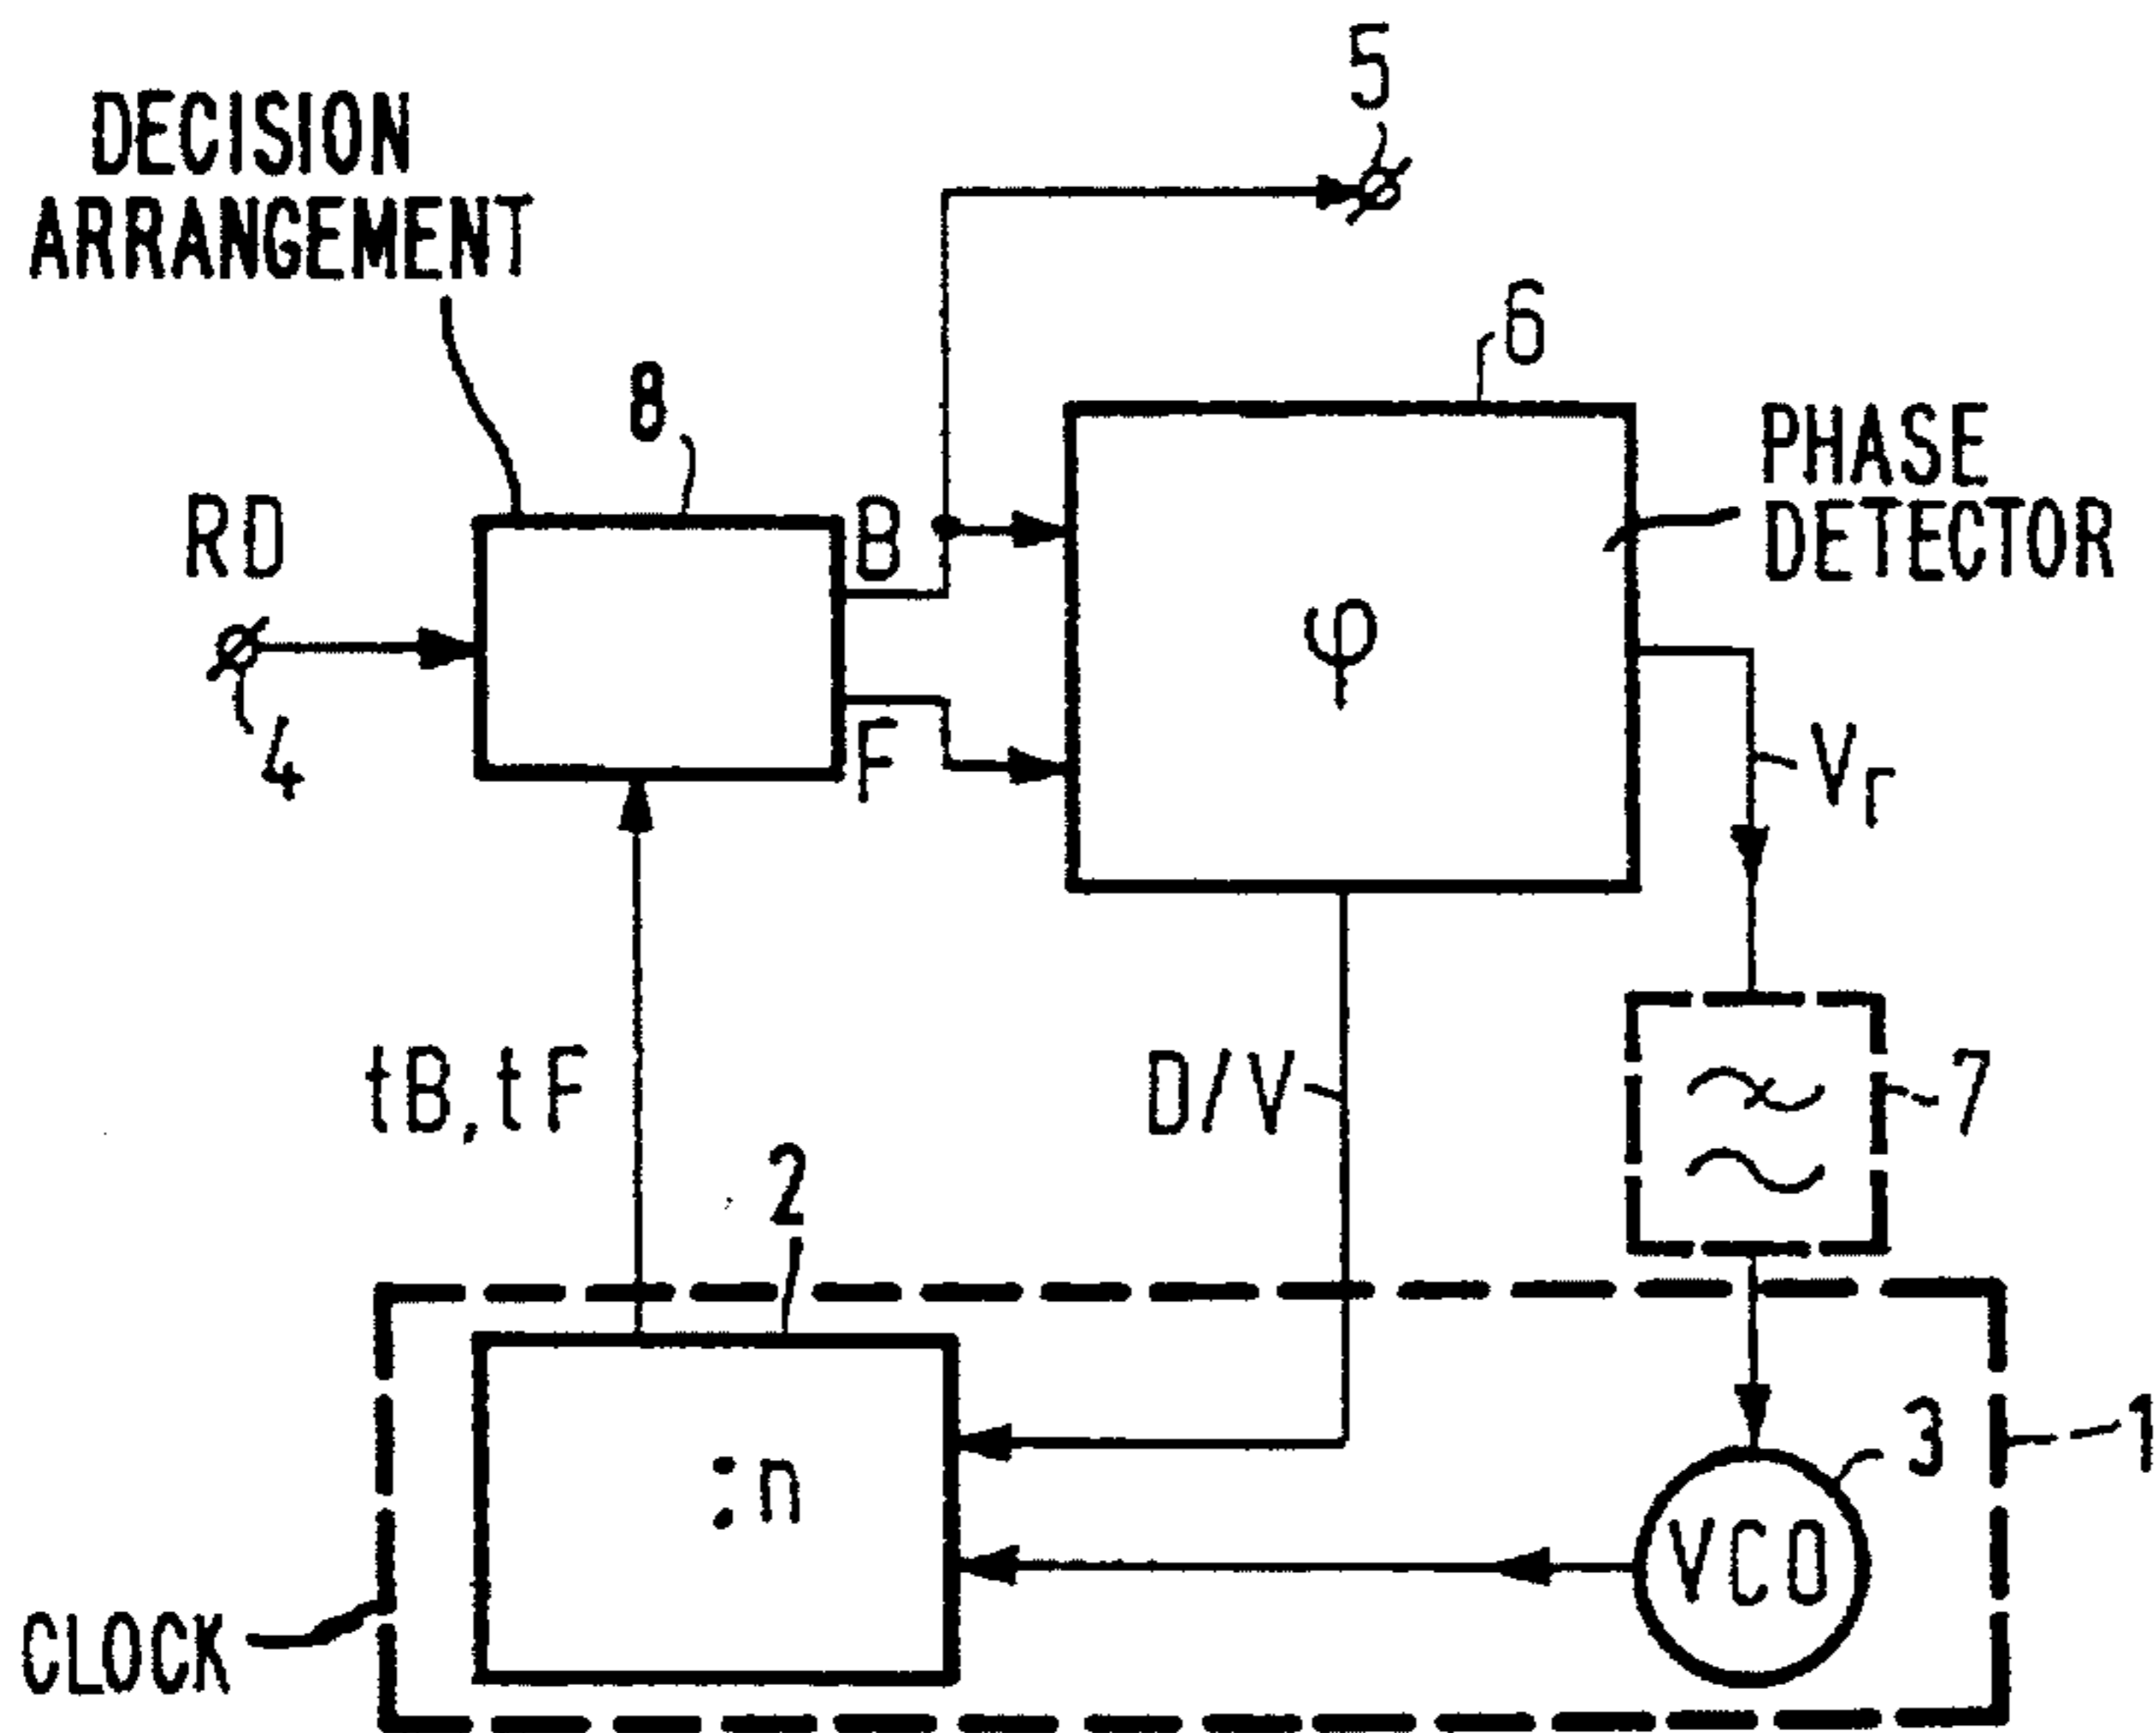 5
DECISION
ARRANGEMENT
6
8
PHASE
DETECTOR
RD
B
φ
4
F
Vr
tB, tF
D/V
7
2
3
1
:n
VCO
CLOCK